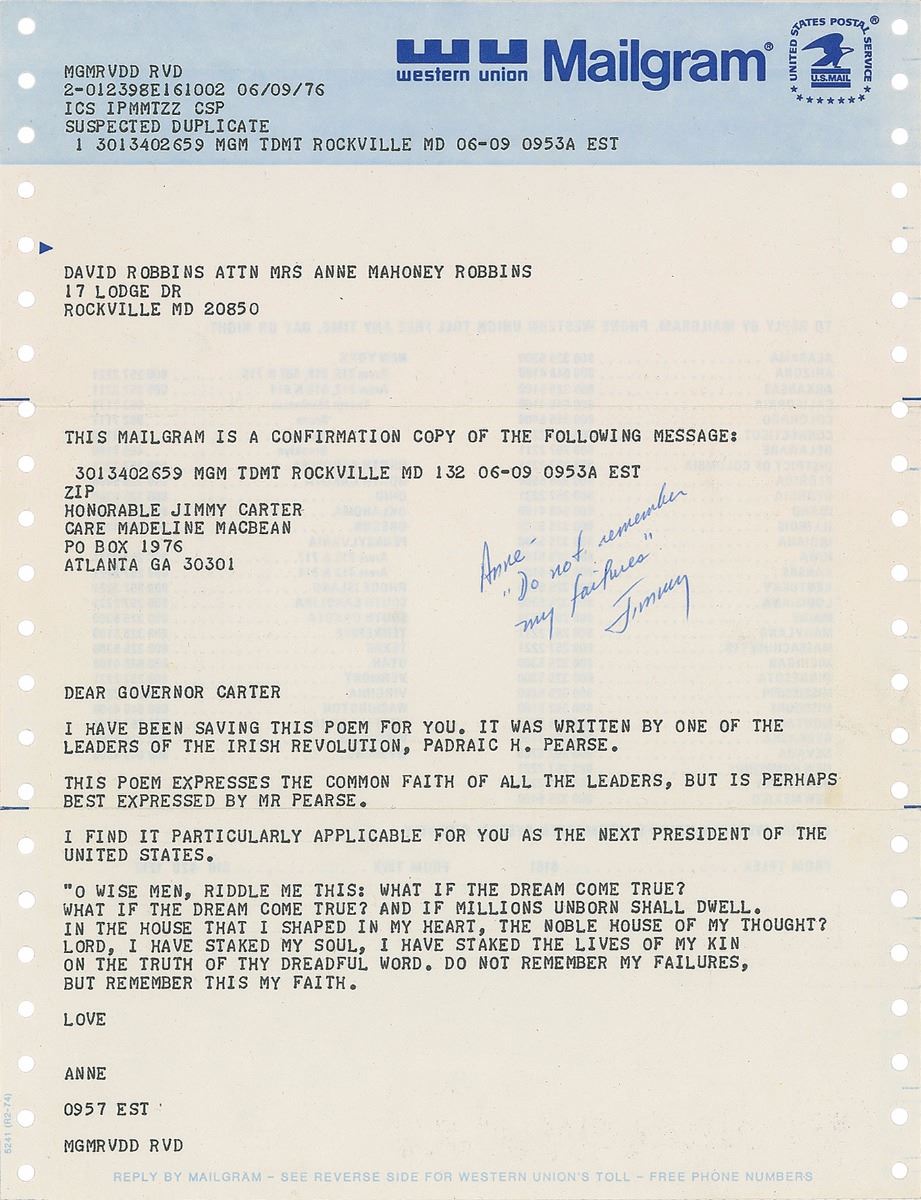 western union
Mailgram®
UNITED STATES POSTAL SERVICE
U.S.MAIL
®
MGMRVDD RVD
2-012398E161002 06/09/76
ICS IPMMTZZ CSP
SUSPECTED DUPLICATE
1 3013402659 MGM TDMT ROCKVILLE MD 06-09 0953A EST
DAVID ROBBINS ATTN MRS ANNE MAHONEY ROBBINS
17 LODGE DR
ROCKVILLE MD 20850
THIS MAILGRAM IS A CONFIRMATION COPY OF THE FOLLOWING MESSAGE:
3013402659 MGM TDMT ROCKVILLE MD 132 06-09 0953A EST
ZIP
HONORABLE JIMMY CARTER
CARE MADELINE MACBEAN
PO BOX 1976
ATLANTA GA 30301
Anne-
"Do not remember
my failures"
Jimmy
DEAR GOVERNOR CARTER
I HAVE BEEN SAVING THIS POEM FOR YOU. IT WAS WRITTEN BY ONE OF THE
LEADERS OF THE IRISH REVOLUTION, PADRAIC H. PEARSE.
THIS POEM EXPRESSES THE COMMON FAITH OF ALL THE LEADERS, BUT IS PERHAPS
BEST EXPRESSED BY MR PEARSE.
I FIND IT PARTICULARLY APPLICABLE FOR YOU AS THE NEXT PRESIDENT OF THE
UNITED STATES.
"O WISE MEN, RIDDLE ME THIS: WHAT IF THE DREAM COME TRUE?
WHAT IF THE DREAM COME TRUE? AND IF MILLIONS UNBORN SHALL DWELL.
IN THE HOUSE THAT I SHAPED IN MY HEART, THE NOBLE HOUSE OF MY THOUGHT?
LORD, I HAVE STAKED MY SOUL, I HAVE STAKED THE LIVES OF MY KIN
ON THE TRUTH OF THY DREADFUL WORD. DO NOT REMEMBER MY FAILURES,
BUT REMEMBER THIS MY FAITH.
LOVE
ANNE
0957 EST
MGMRVDD RVD
5241 (R2-74)
REPLY BY MAILGRAM - SEE REVERSE SIDE FOR WESTERN UNION'S TOLL - FREE PHONE NUMBERS